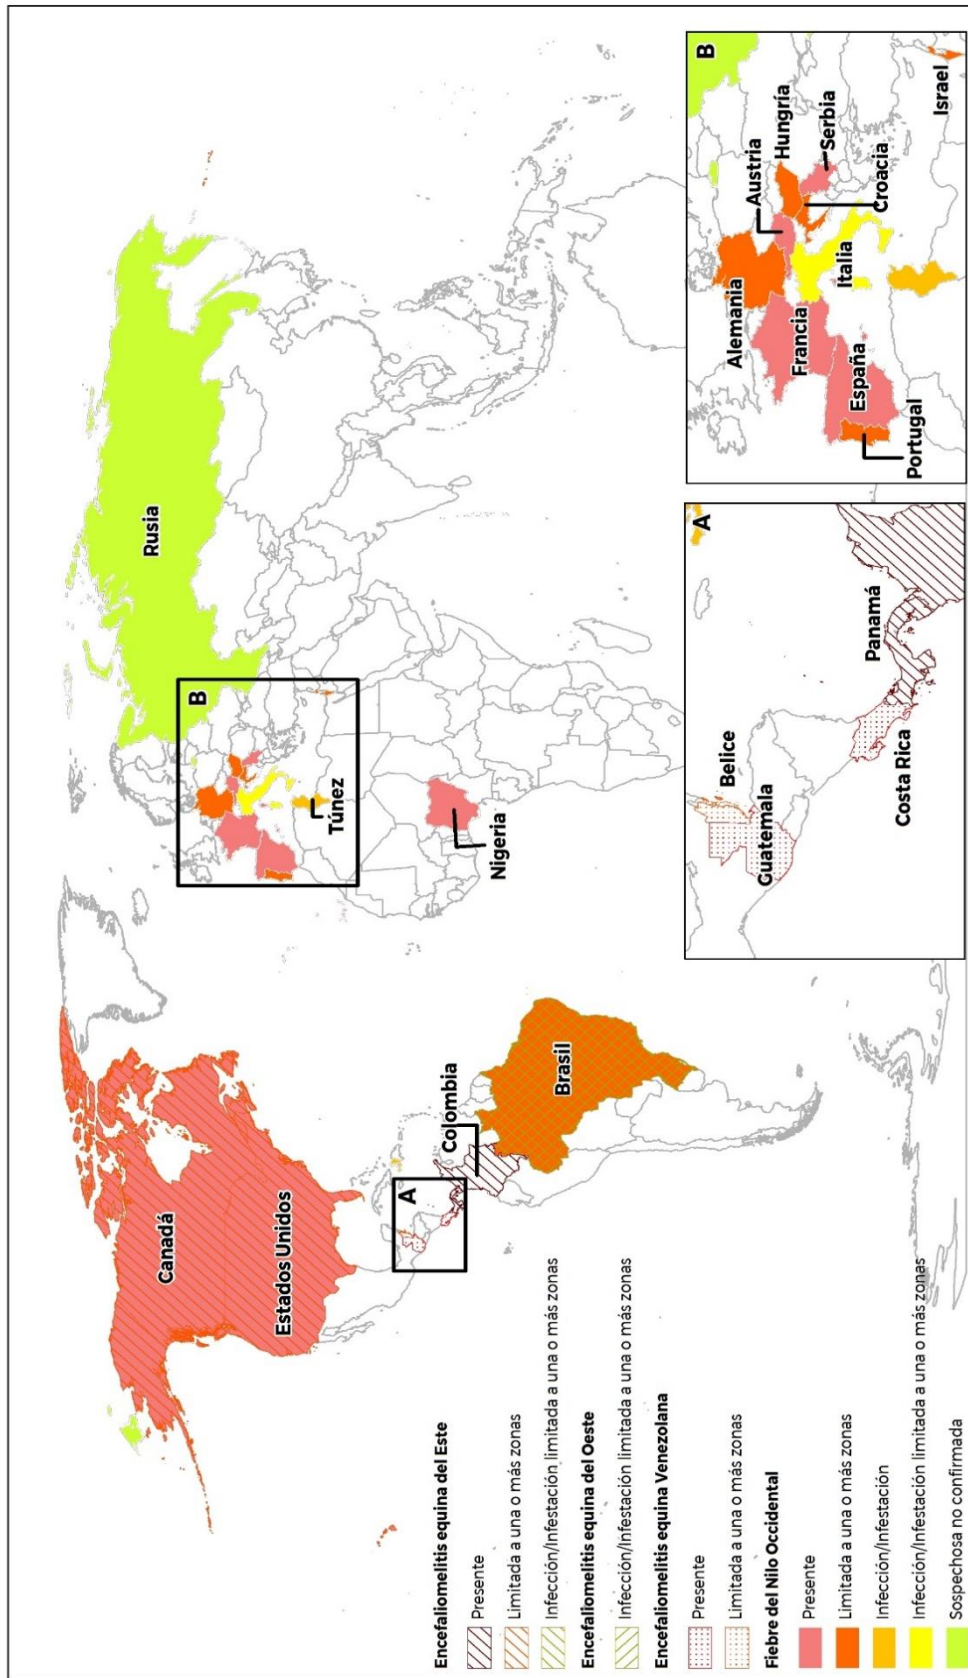 Canadá
Estados Unidos
Colombia
Brasil
A
B
Rusia
Túnez
Nigeria
Encefaliomelitis equina del Este
Presente
Limitada a una o más zonas
Infección/Infestación limitada a una o más zonas
Encefaliomelitis equina del Oeste
Infección/Infestación limitada a una o más zonas
Encefaliomelitis equina Venezolana
Presente
Limitada a una o más zonas
Fiebre del Nilo Occidental
Presente
Limitada a una o más zonas
Infección/Infestación
Infección/Infestación limitada a una o más zonas
Sospechosa no confirmada
A
Belice
Guatemala
Costa Rica
Panamá
B
Alemania
Austria
Hungría
Francia
Serbia
Croacia
España
Italia
Portugal
Israel